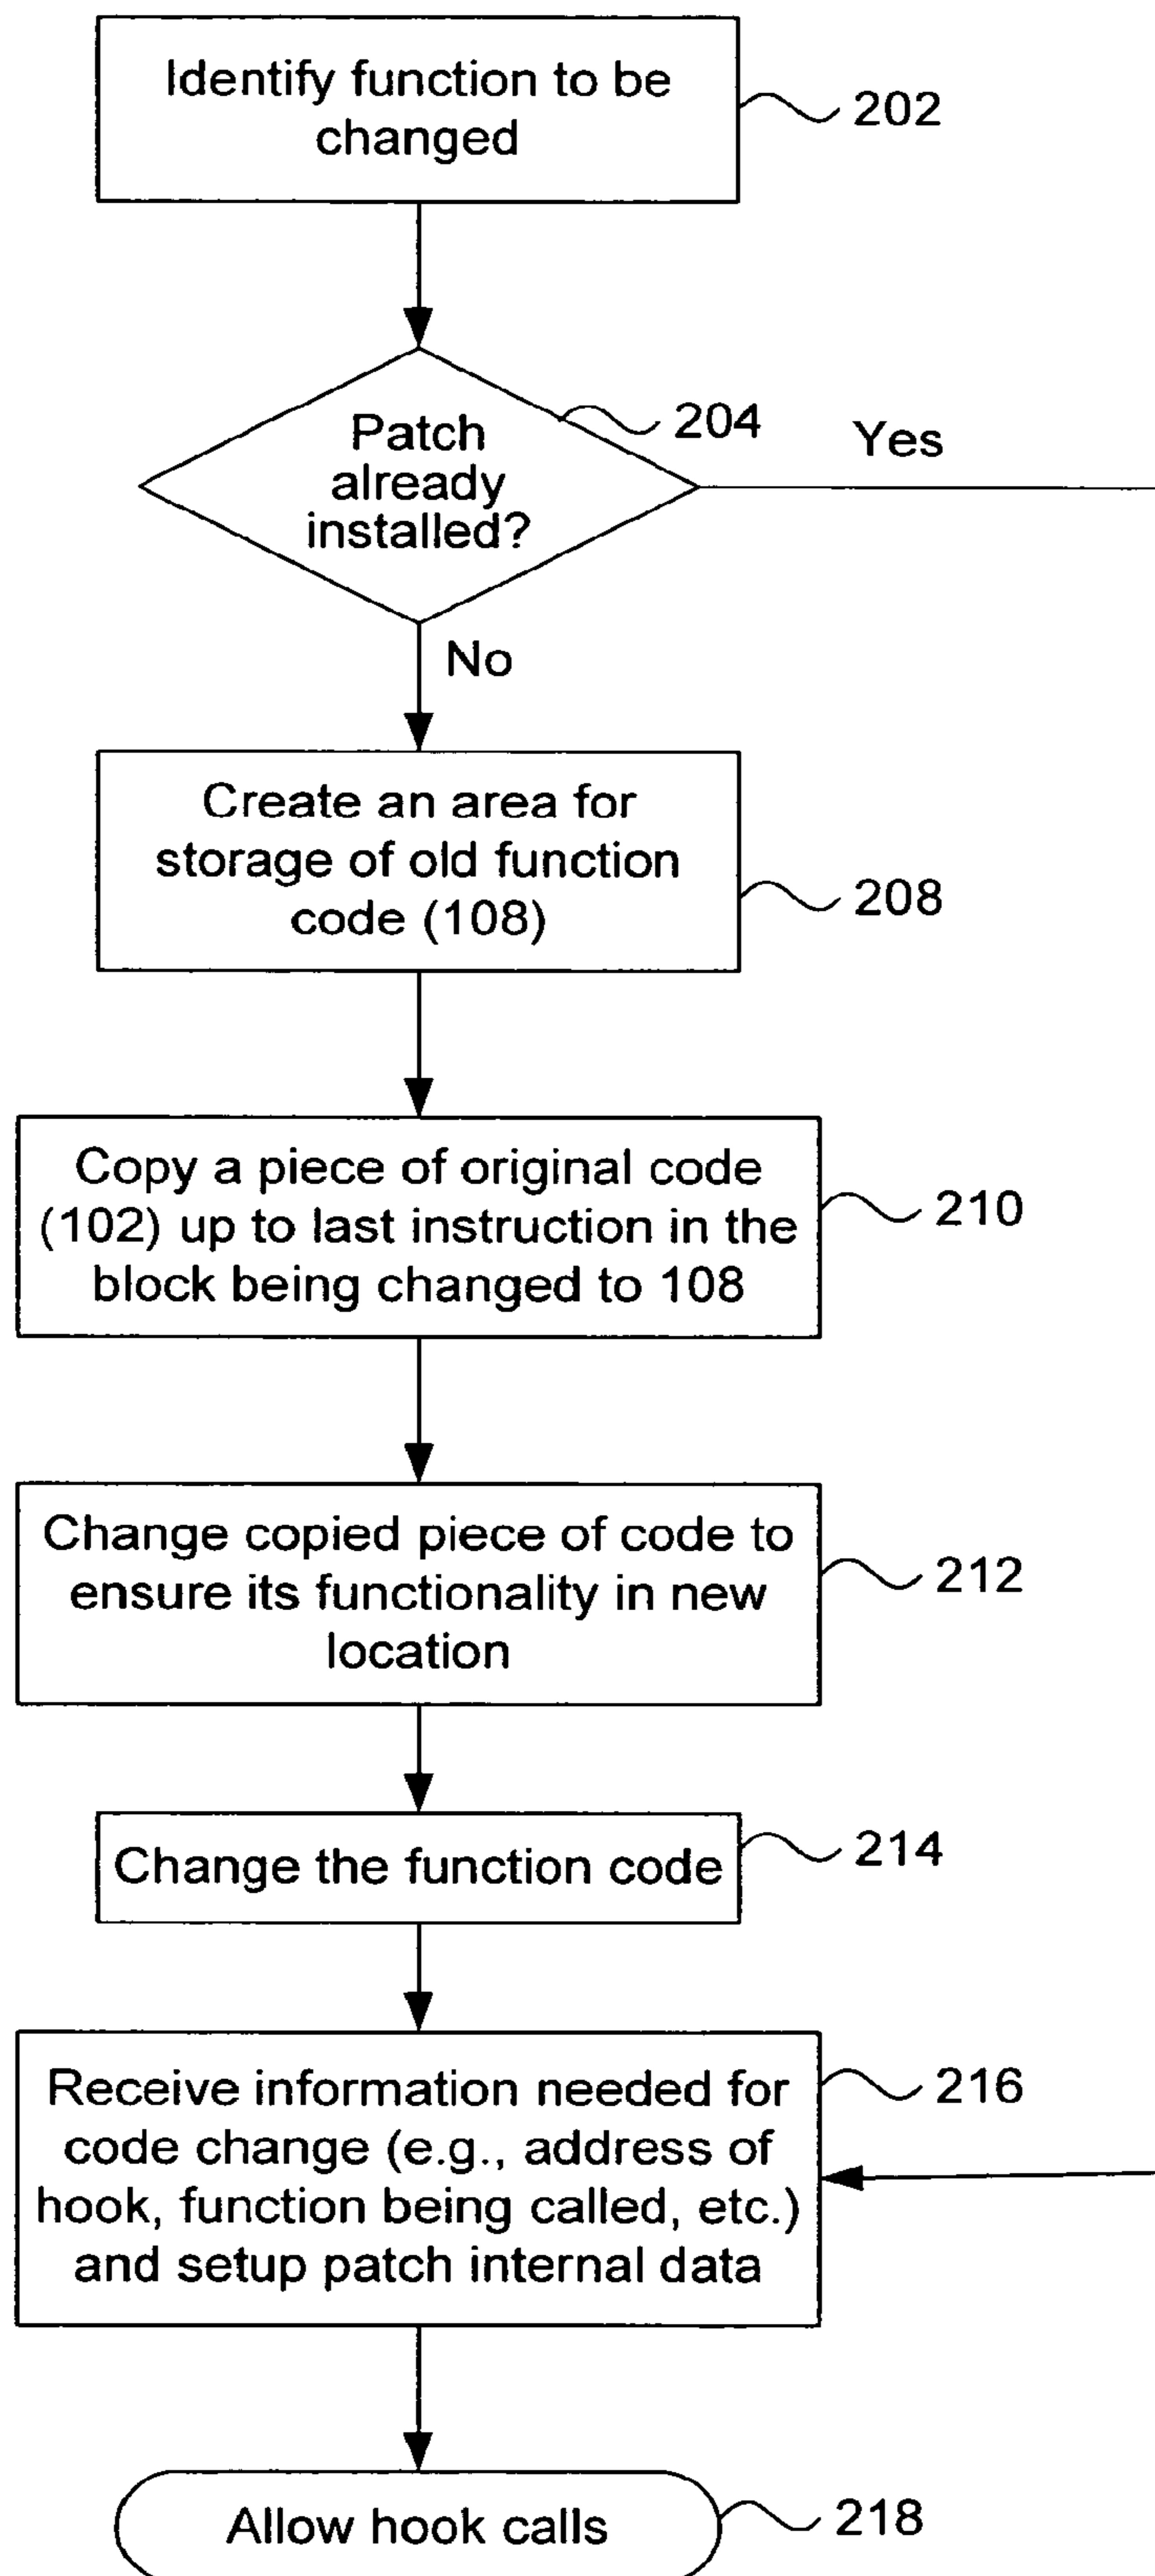 Identify function to be
changed
202
Patch
already
installed?
204
Yes
No
Create an area for
storage of old function
code (108)
208
Copy a piece of original code
(102) up to last instruction in the
block being changed to 108
210
Change copied piece of code to
ensure its functionality in new
location
212
Change the function code
214
Receive information needed for
code change (e.g., address of
hook, function being called, etc.)
and setup patch internal data
216
Allow hook calls
218